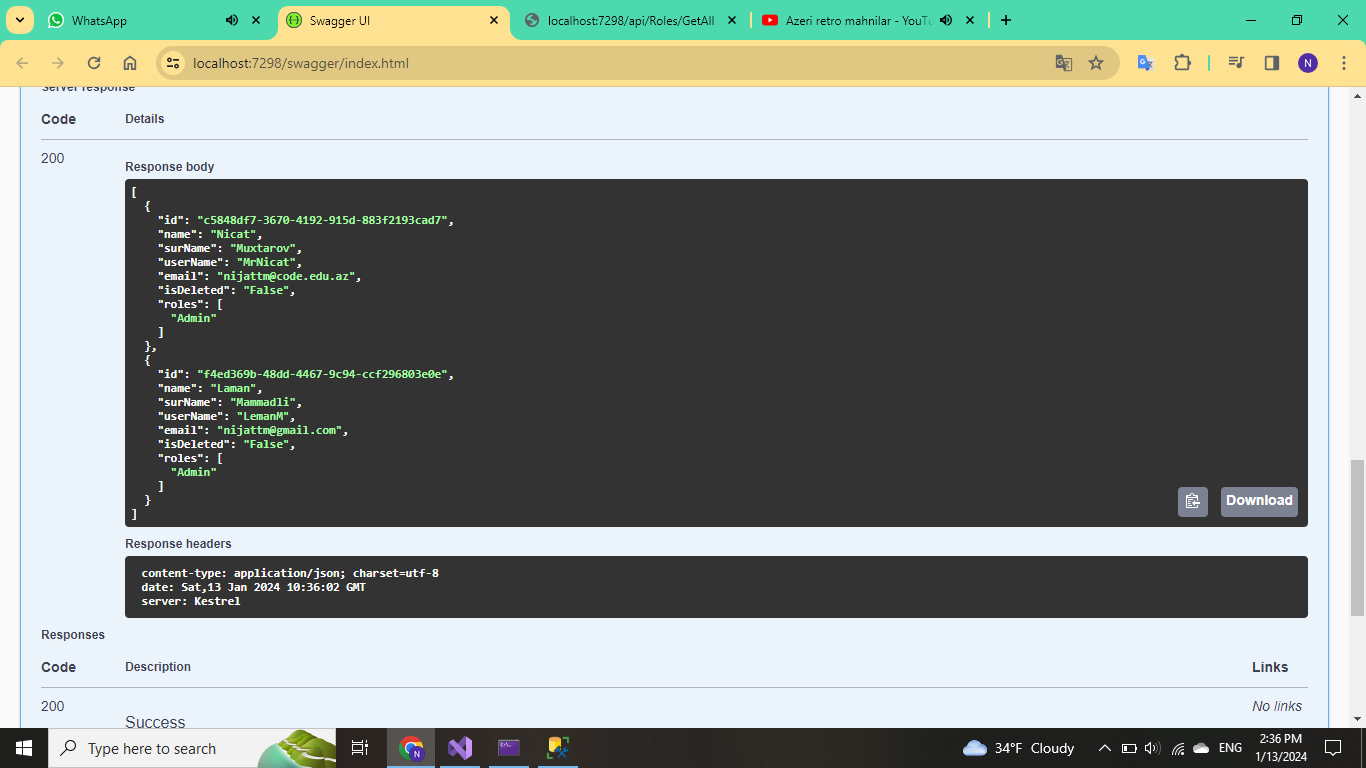 WhatsApp
Swagger UI
localhost:7298/api/Roles/GetAll
Azeri retro mahnilar - YouTu
localhost:7298/swagger/index.html
N
Server response
Code Details
200
Response body
[
{
"id": "c5848df7-3670-4192-915d-883f2193cad7",
"name": "Nicat",
"surName": "Muxtarov",
"userName": "MrNicat",
"email": "nijattm@code.edu.az",
"isDeleted": "False",
"roles": [
"Admin"
]
},
{
"id": "f4ed369b-48dd-4467-9c94-ccf296803e0e",
"name": "Laman",
"surName": "Mammadli",
"userName": "LemanM",
"email": "nijattm@gmail.com",
"isDeleted": "False",
"roles": [
"Admin"
]
}
]
Download
Response headers
content-type: application/json; charset=utf-8
date: Sat,13 Jan 2024 10:36:02 GMT
server: Kestrel
Responses
Code Description Links
200 No links
Success
Type here to search
N
34°F Cloudy
ENG
2:36 PM
1/13/2024